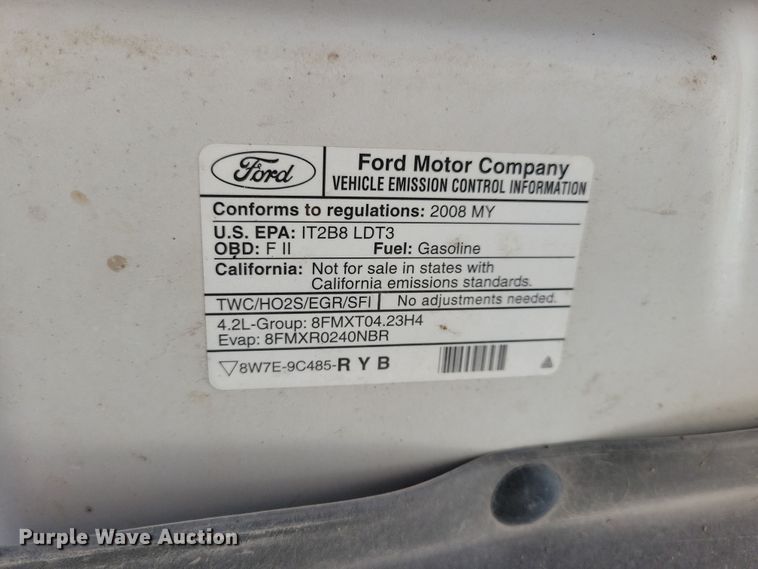 Ford
Ford Motor Company
VEHICLE EMISSION CONTROL INFORMATION
Conforms to regulations: 2008 MY
U.S. EPA: IT2B8 LDT3
OBD: F II Fuel: Gasoline
California: Not for sale in states with
California emissions standards.
TWC/HO2S/EGR/SFI No adjustments needed.
4.2L-Group: 8FMXT04.23H4
Evap: 8FMXR0240NBR
▽8W7E-9C485-R Y B
Purple Wave Auction